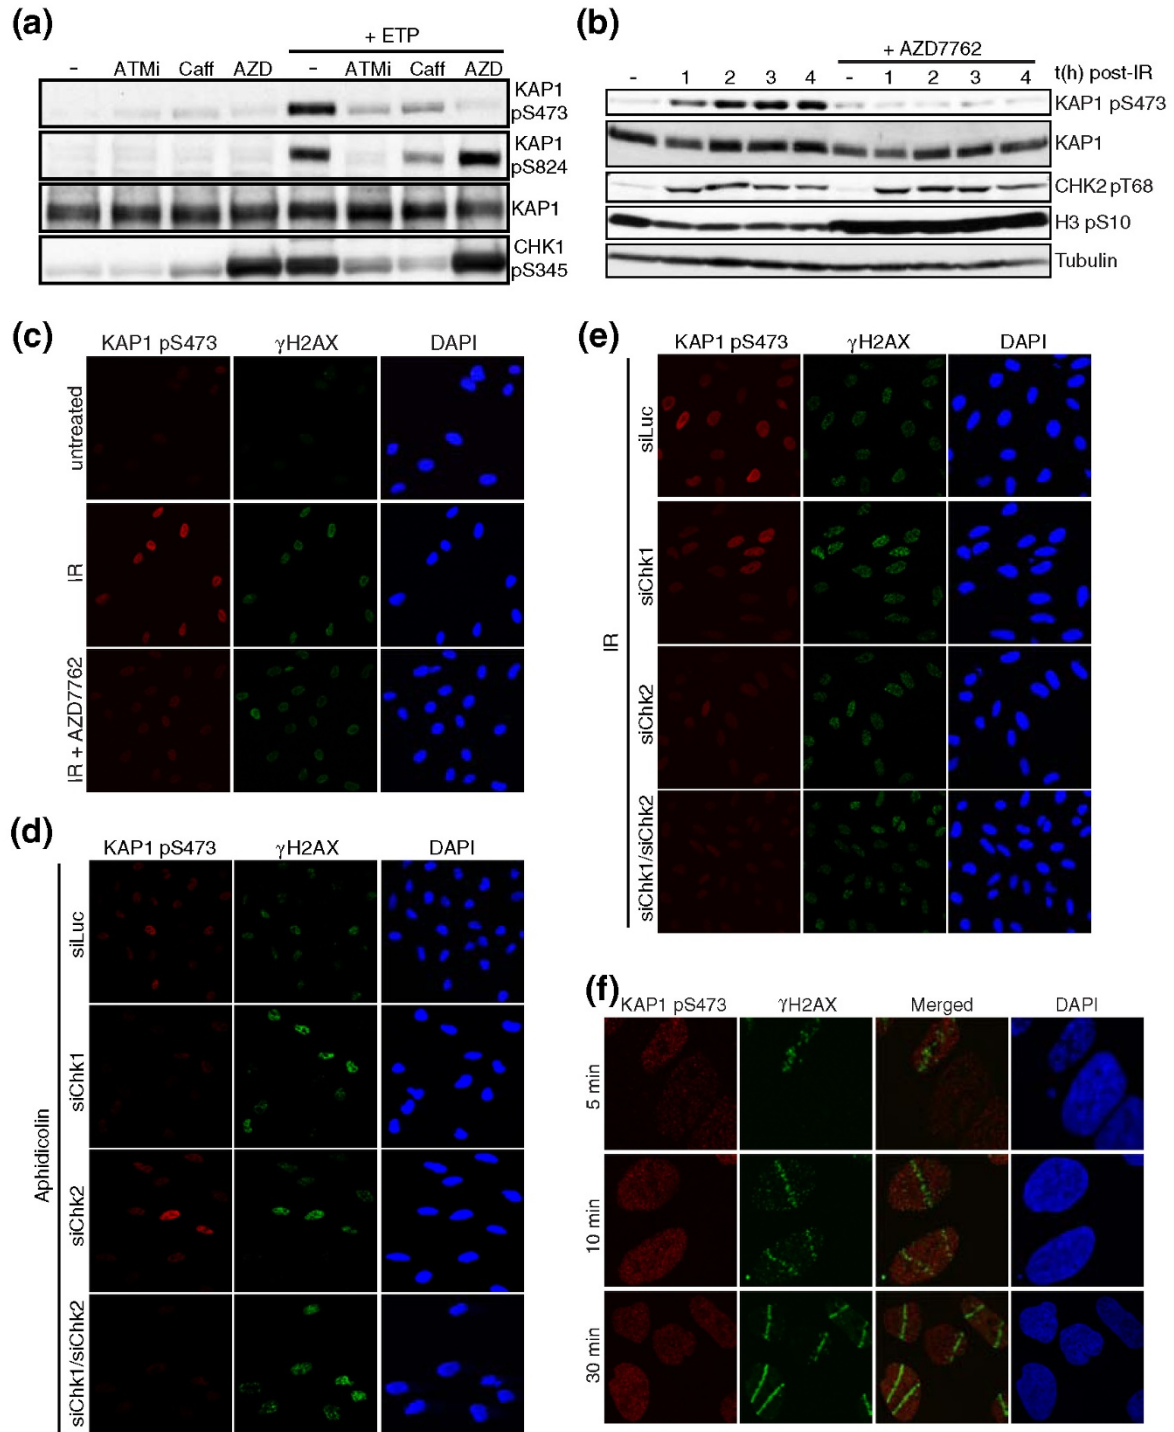 (a)
+ ETP
- ATMi Caff AZD - ATMi Caff AZD
KAP1
pS473
KAP1
pS824
KAP1
CHK1
pS345
(b)
+ AZD7762
- 1 2 3 4 - 1 2 3 4 t(h) post-IR
KAP1 pS473
KAP1
CHK2 pT68
H3 pS10
Tubulin
(c)
KAP1 pS473 γH2AX DAPI
untreated
IR
IR + AZD7762
(d)
KAP1 pS473 γH2AX DAPI
Aphidicolin
siLuc
siChk1
siChk2
siChk1/siChk2
(e)
KAP1 pS473 γH2AX DAPI
IR
siLuc
siChk1
siChk2
siChk1/siChk2
(f)
KAP1 pS473 γH2AX Merged DAPI
5 min
10 min
30 min